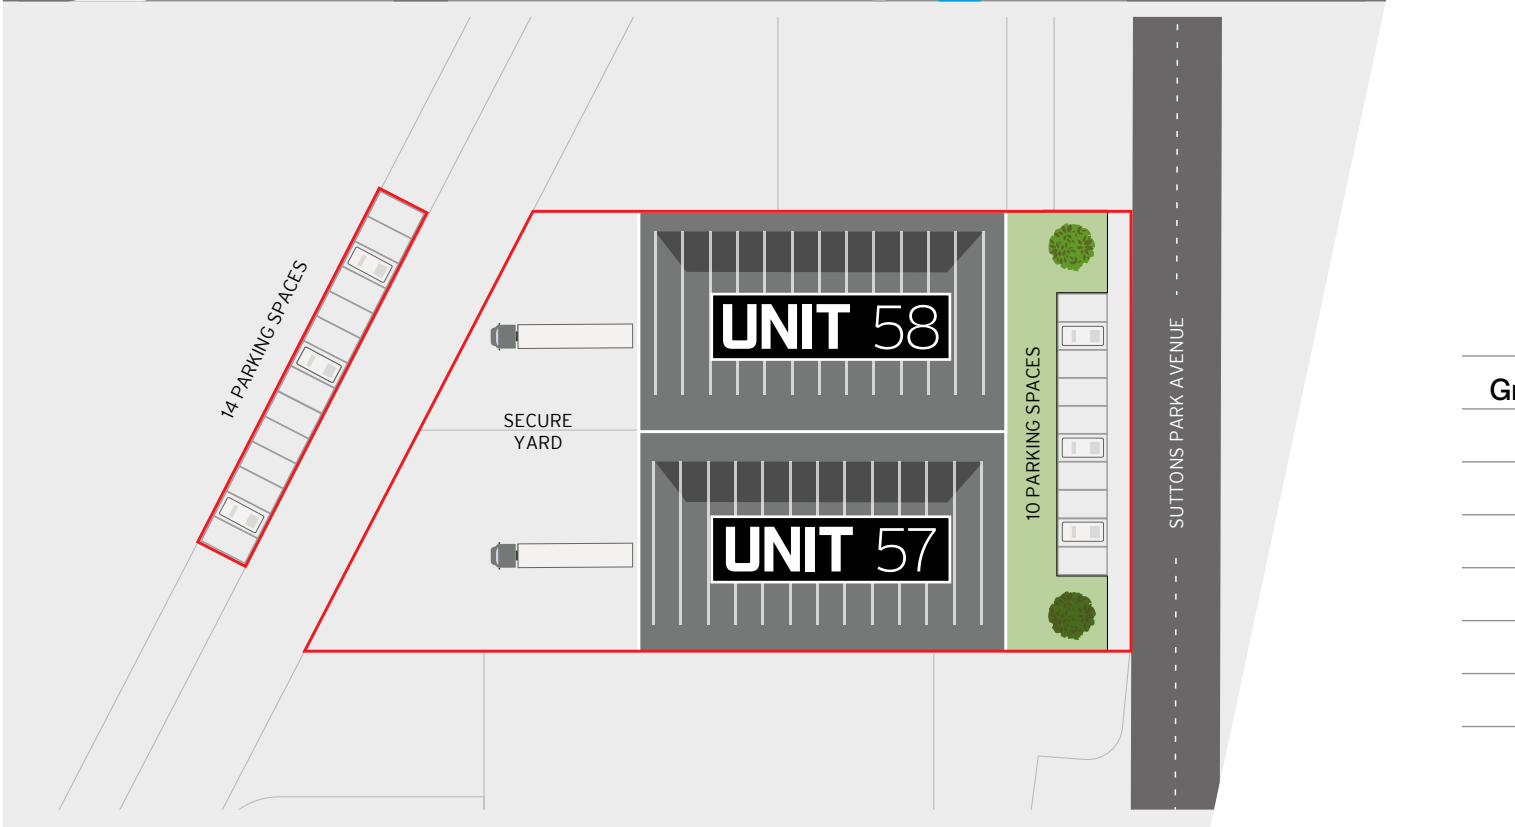 14 PARKING SPACES
UNIT 58
SECURE
YARD
10 PARKING SPACES
SUTTONS PARK AVENUE
UNIT 57